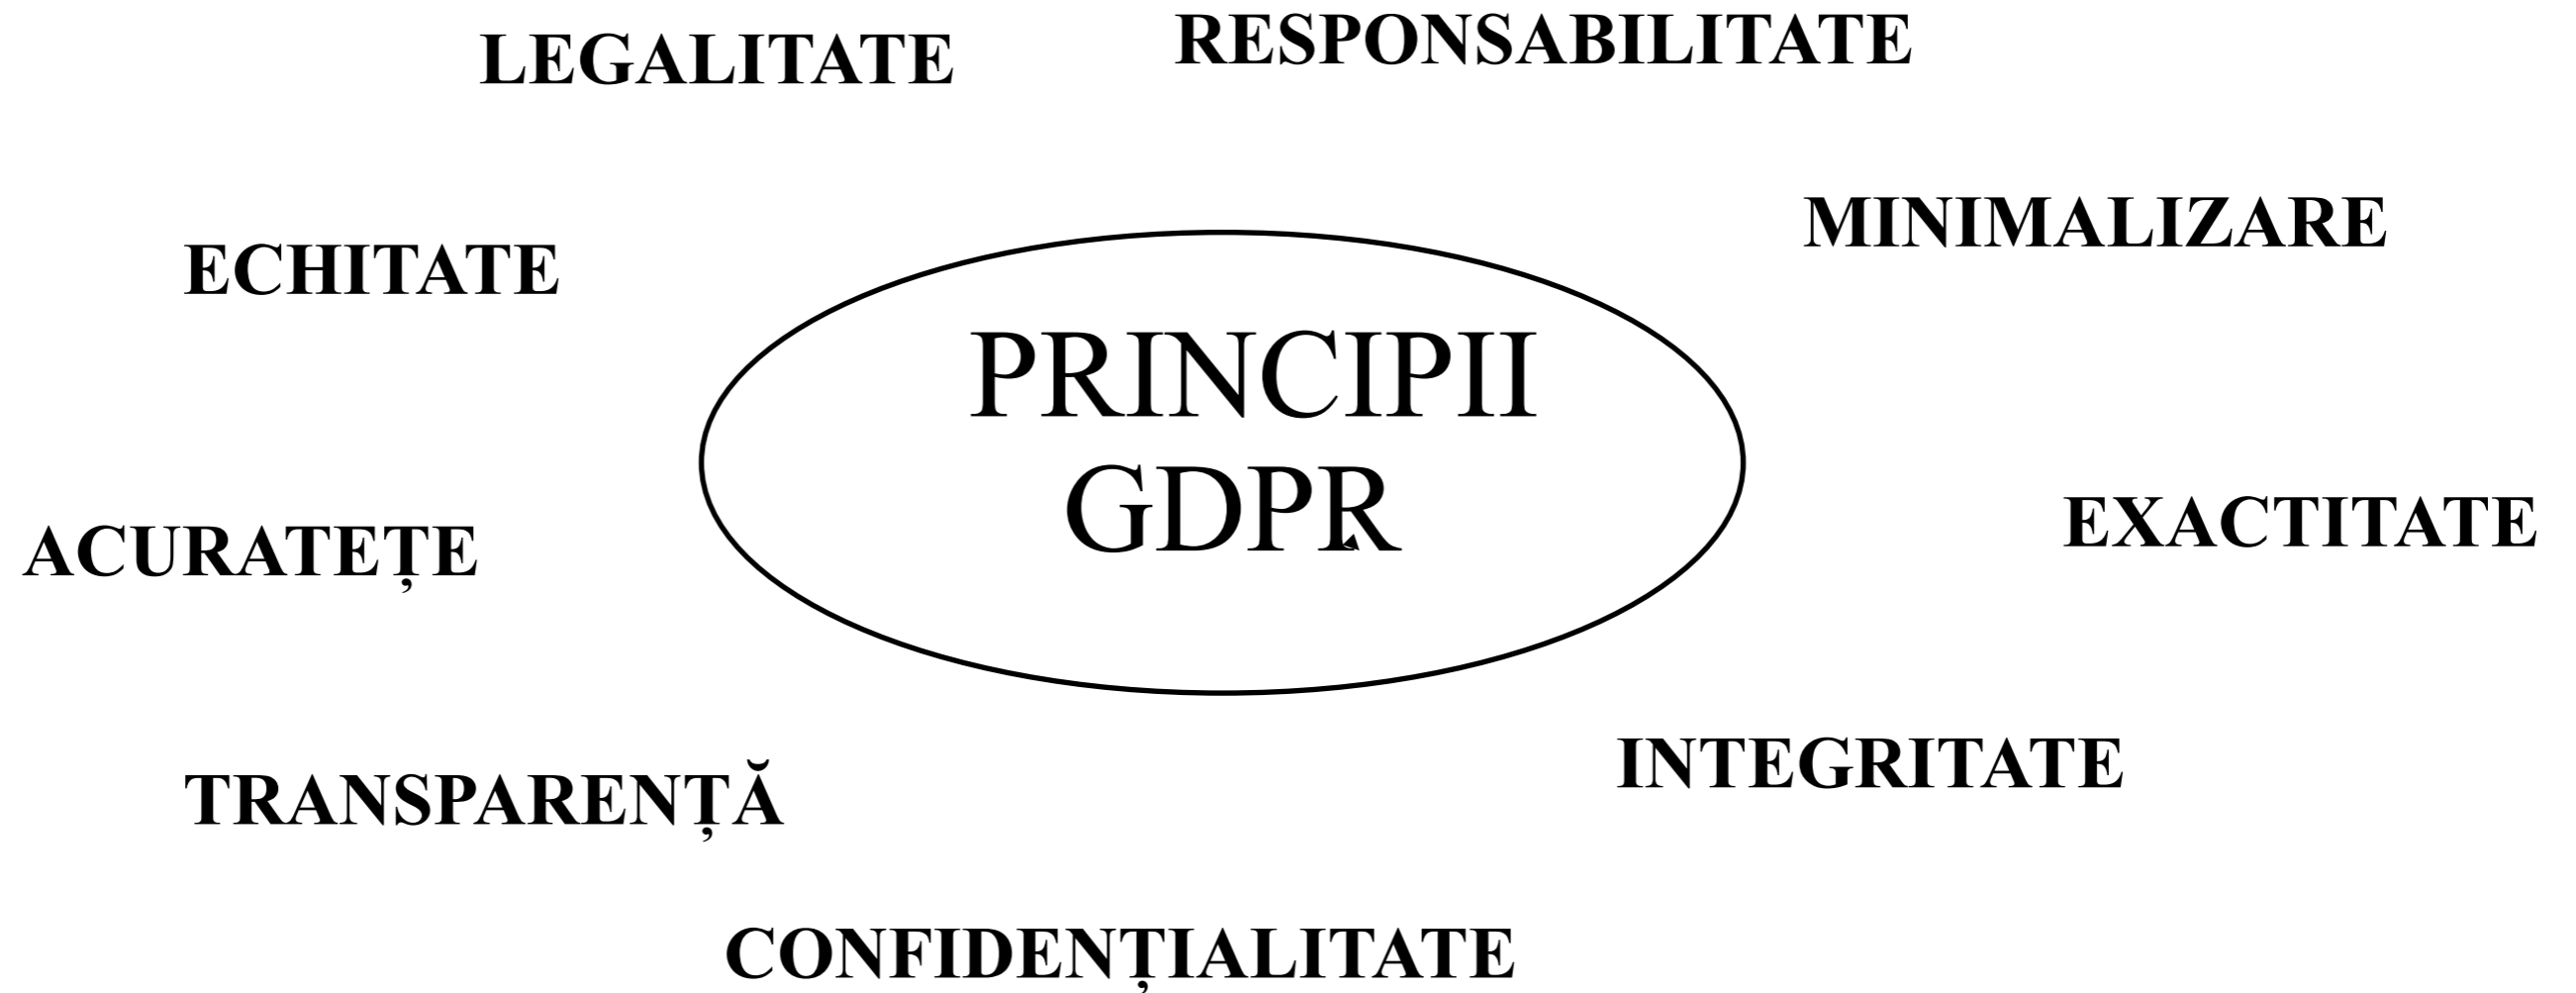 LEGALITATE
RESPONSABILITATE
ECHITATE
MINIMALIZARE
PRINCIPII
GDPR
ACURATEȚE
EXACTITATE
TRANSPARENȚĂ
INTEGRITATE
CONFIDENȚIALITATE